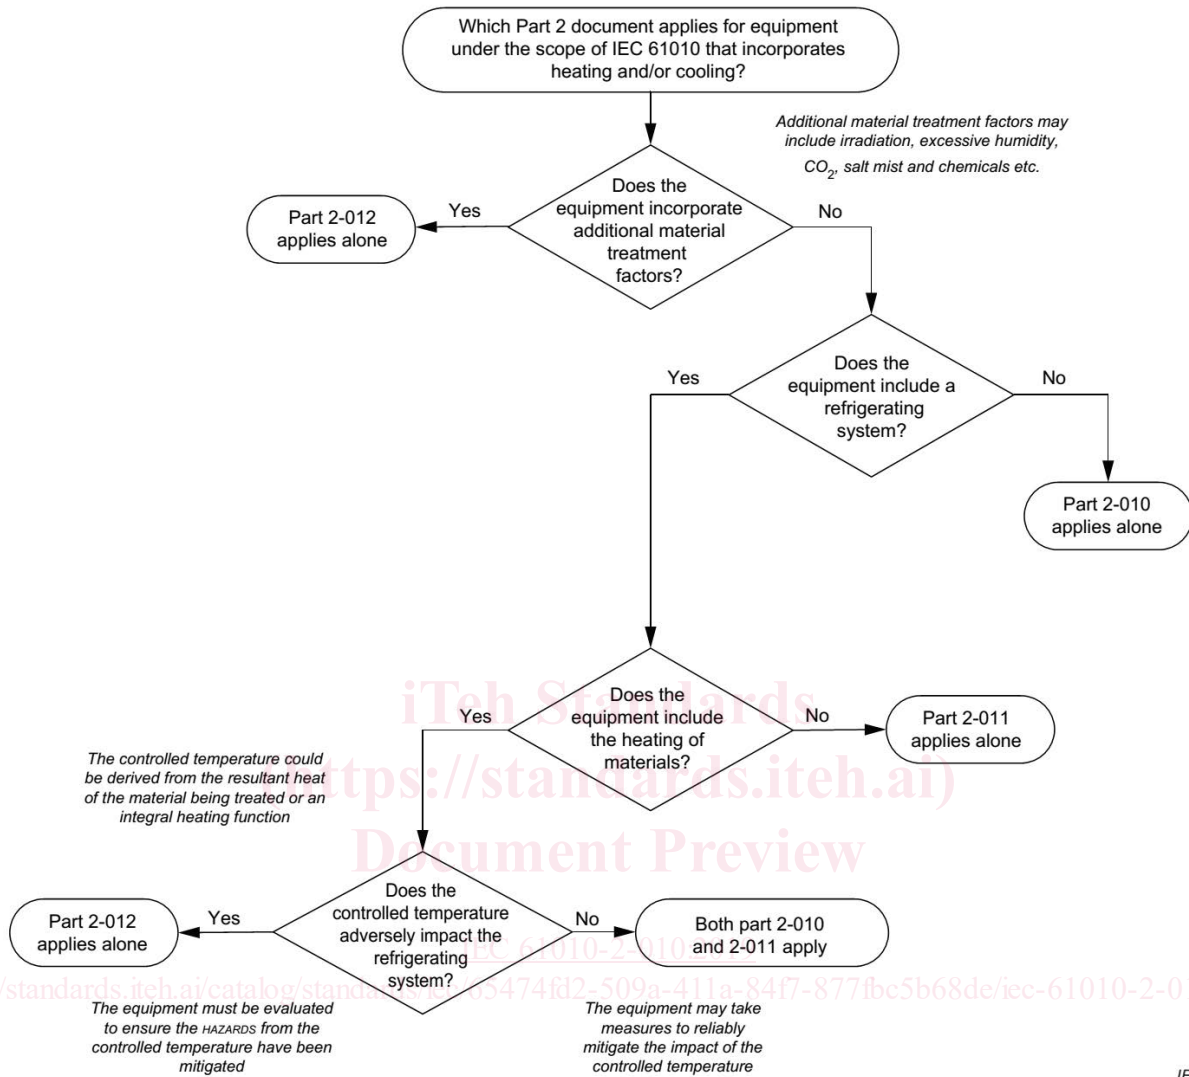 Which Part 2 document applies for equipment
under the scope of IEC 61010 that incorporates
heating and/or cooling?
Additional material treatment factors may
include irradiation, excessive humidity,
CO2, salt mist and chemicals etc.
Does the
equipment incorporate
additional material
treatment
factors?
Yes
No
Part 2-012
applies alone
Does the
equipment include a
refrigerating
system?
Yes
No
Part 2-010
applies alone
iTeh Standards
(https://standards.iteh.ai)
Document Preview
Does the
equipment include
the heating of
materials?
Yes
No
Part 2-011
applies alone
The controlled temperature could
be derived from the resultant heat
of the material being treated or an
integral heating function
Does the
controlled temperature
adversely impact the
refrigerating
system?
Yes
No
Part 2-012
applies alone
Both part 2-010
and 2-011 apply
The equipment must be evaluated
to ensure the HAZARDS from the
controlled temperature have been
mitigated
The equipment may take
measures to reliably
mitigate the impact of the
controlled temperature